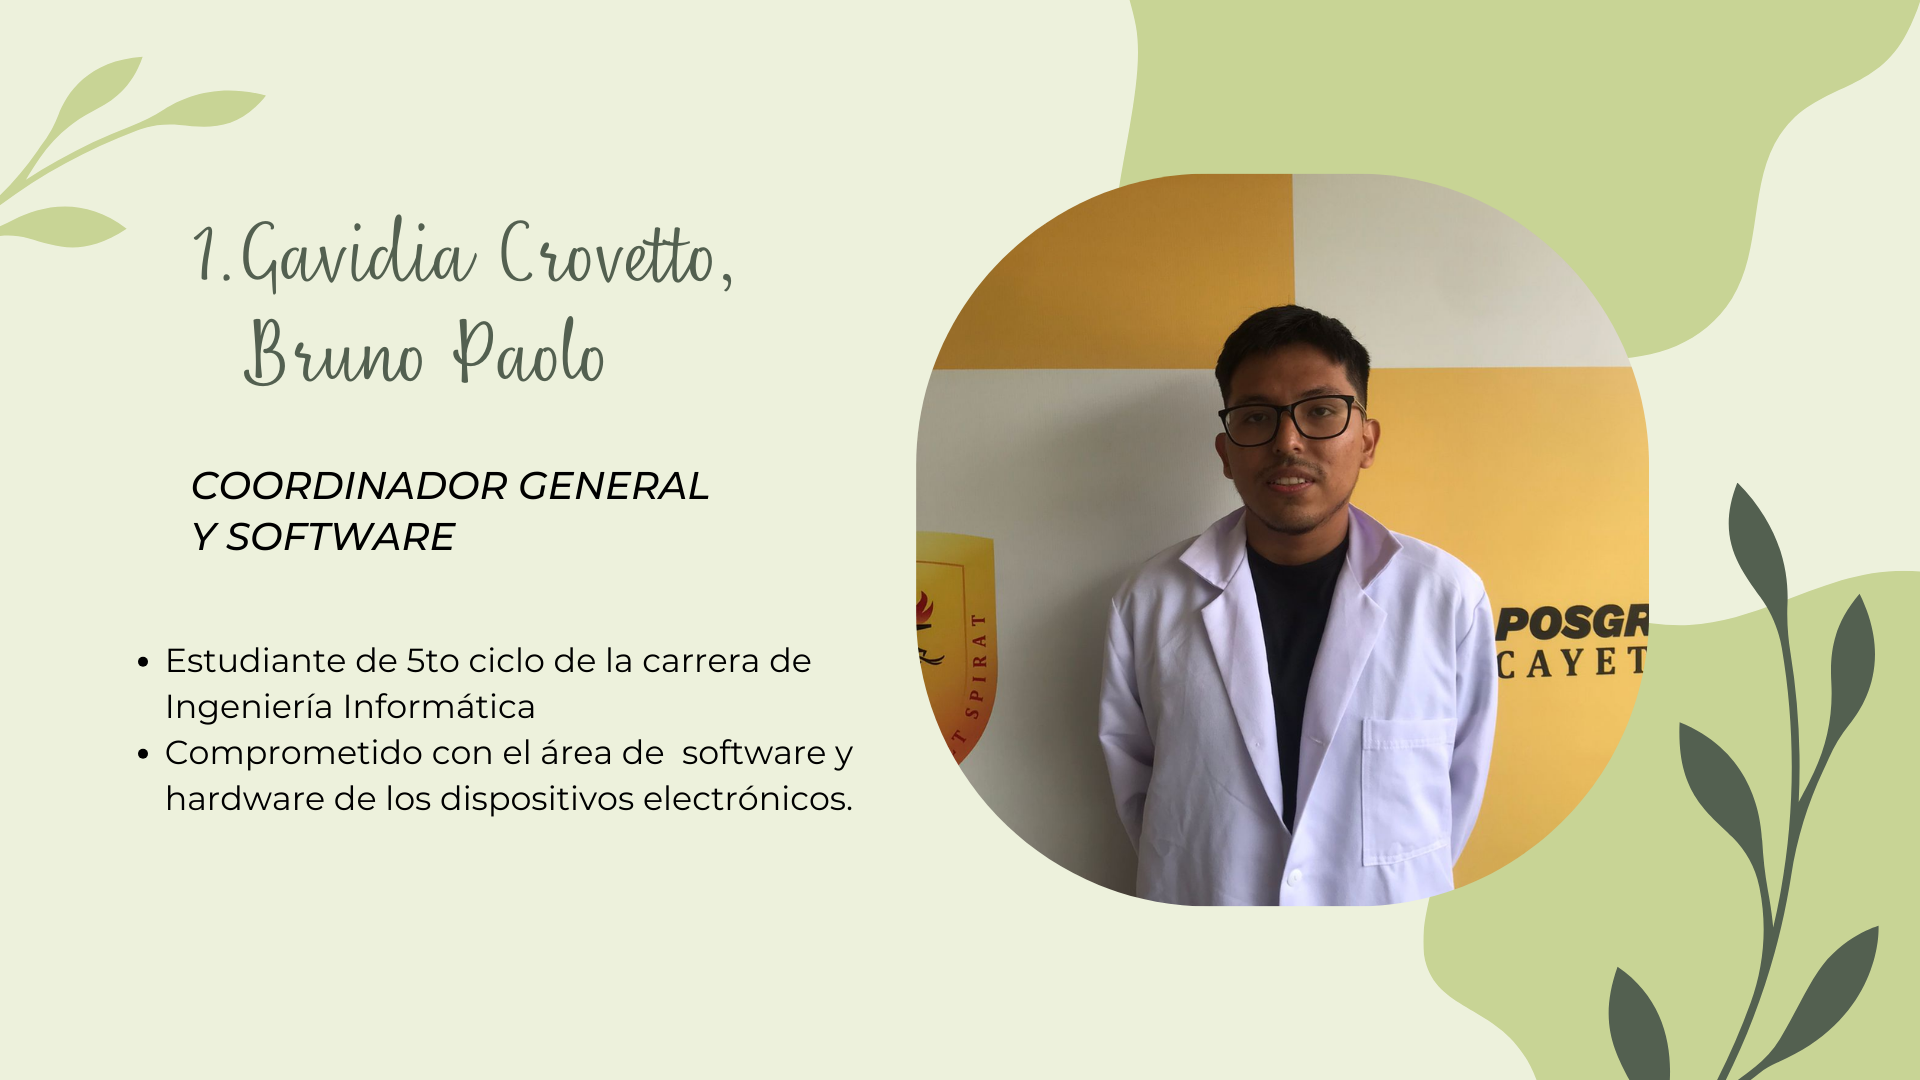 1. Gavidia Crovetto,
Bruno Paolo
COORDINADOR GENERAL
Y SOFTWARE
• Estudiante de 5to ciclo de la carrera de
Ingeniería Informática
• Comprometido con el área de  software y
hardware de los dispositivos electrónicos.
SPIRAT
POSGR
CAYET